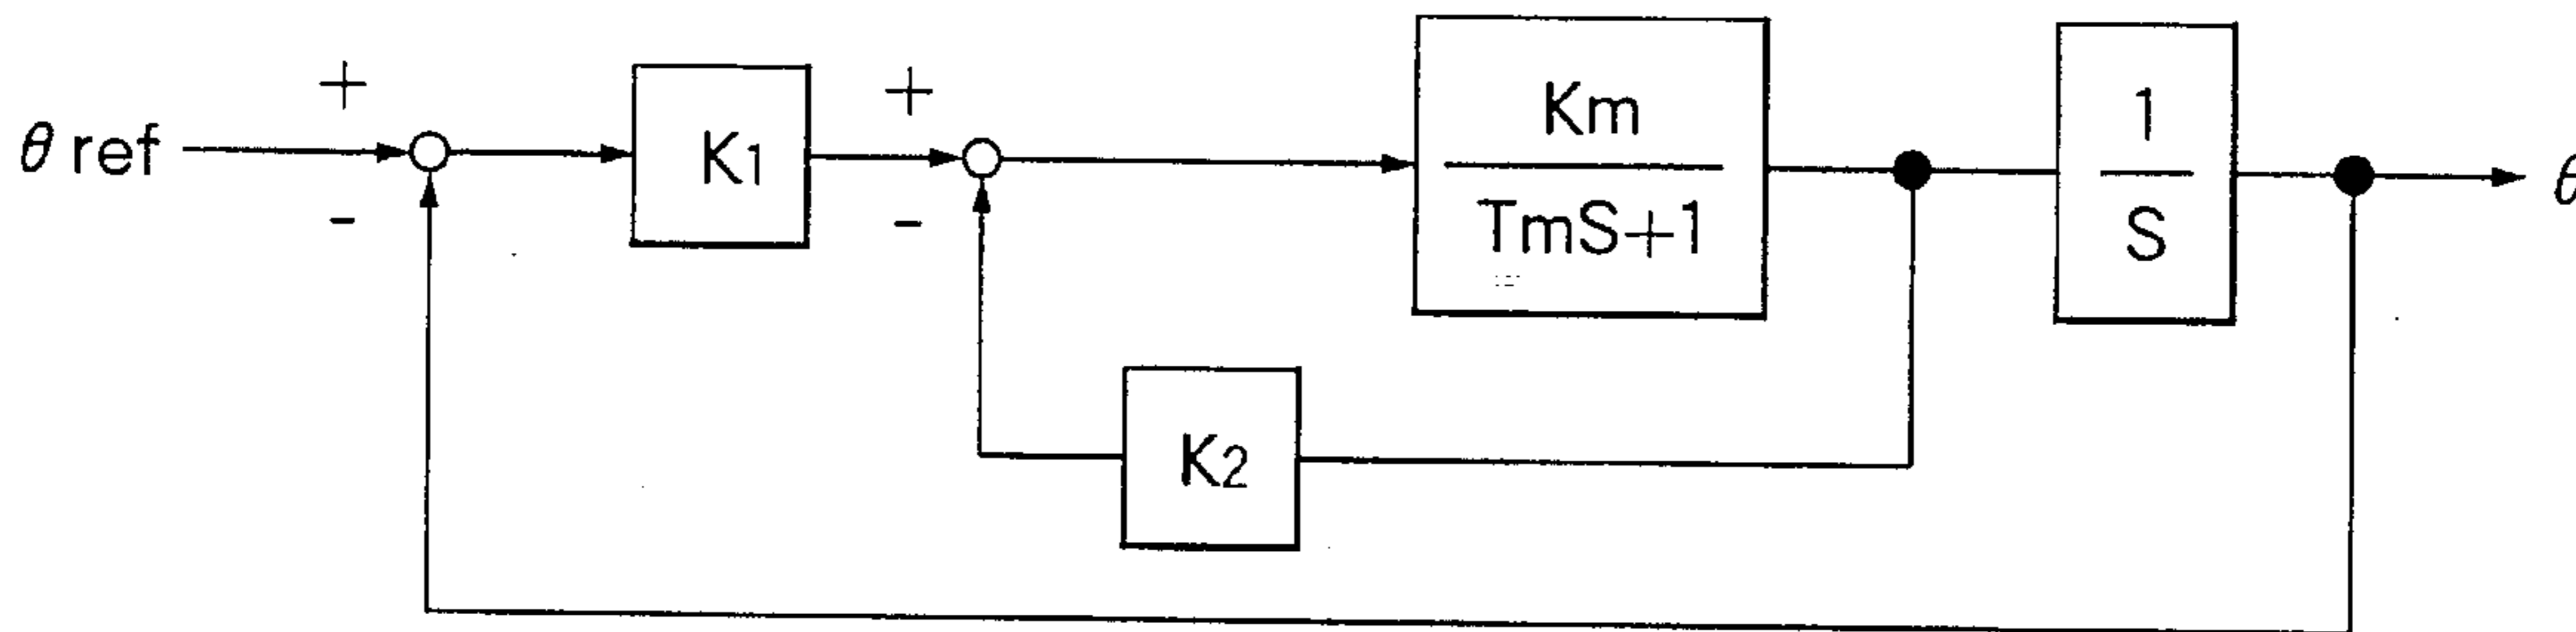 θ ref
+
-
K1
+
-
Km
TmS+1
1
S
θ
K2